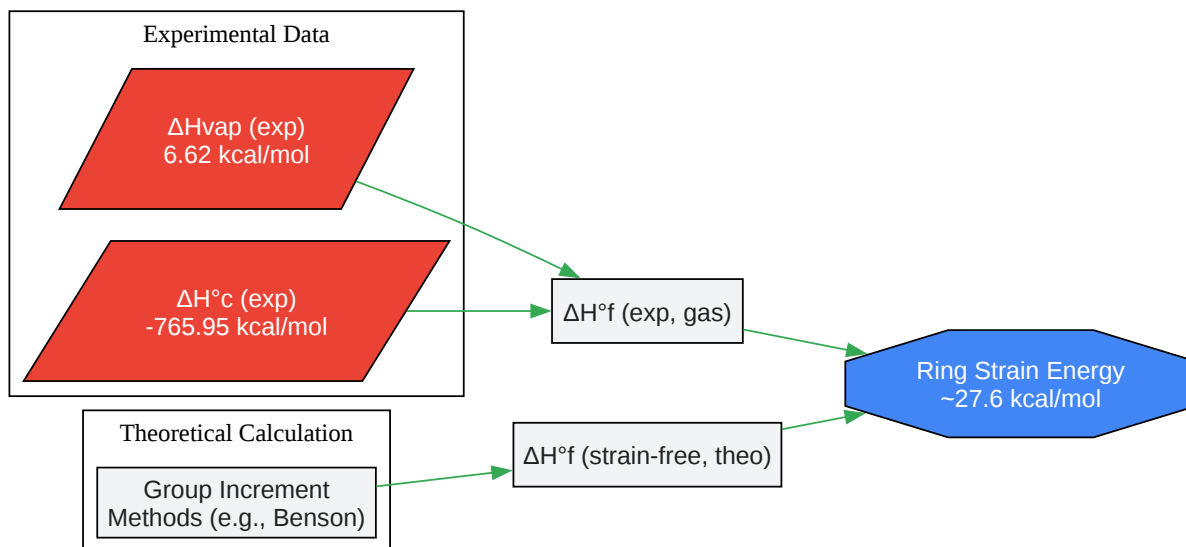 Experimental Data
ΔHvap (exp)
6.62 kcal/mol
ΔH°c (exp)
-765.95 kcal/mol
ΔH°f (exp, gas)
Ring Strain Energy
~27.6 kcal/mol
Theoretical Calculation
ΔH°f (strain-free, theo)
Group Increment
Methods (e.g., Benson)